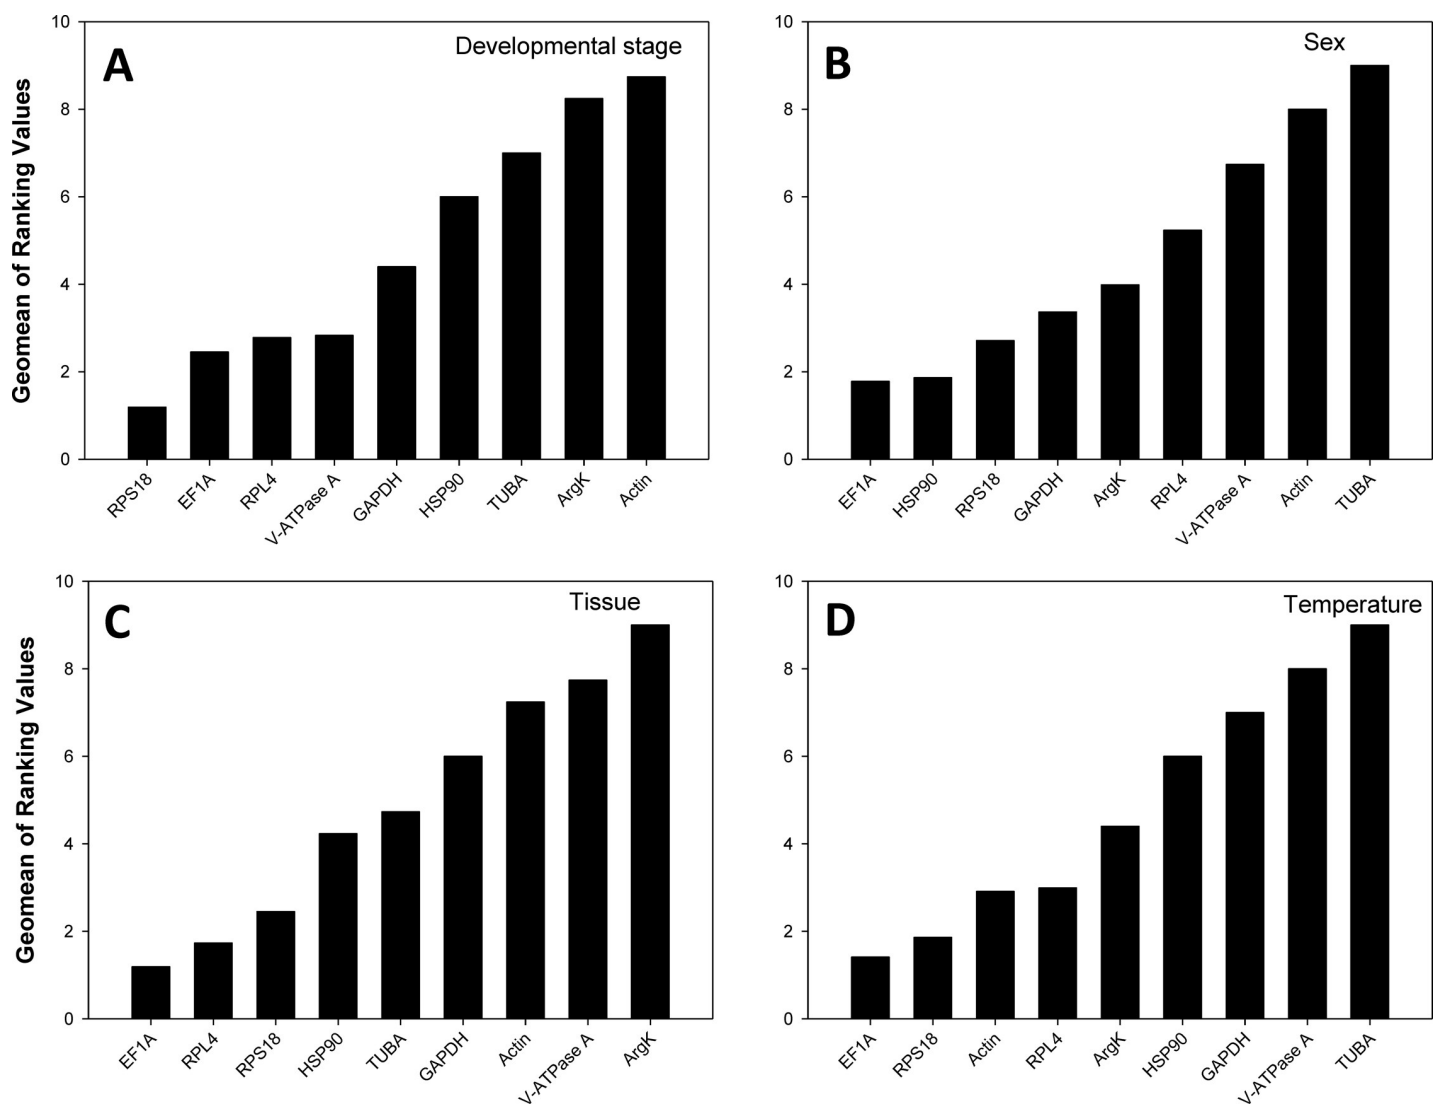 A
Developmental stage
Geomean of Ranking Values
10
8
6
4
2
0
RPS18
EF1A
RPL4
V-ATPase A
GAPDH
HSP90
TUBA
ArgK
Actin
B
Sex
10
8
6
4
2
0
EF1A
HSP90
RPS18
GAPDH
ArgK
RPL4
V-ATPase A
Actin
TUBA
C
Tissue
Geomean of Ranking Values
10
8
6
4
2
0
EF1A
RPL4
RPS18
HSP90
TUBA
GAPDH
Actin
V-ATPase A
ArgK
D
Temperature
10
8
6
4
2
0
EF1A
RPS18
Actin
RPL4
ArgK
HSP90
GAPDH
V-ATPase A
TUBA